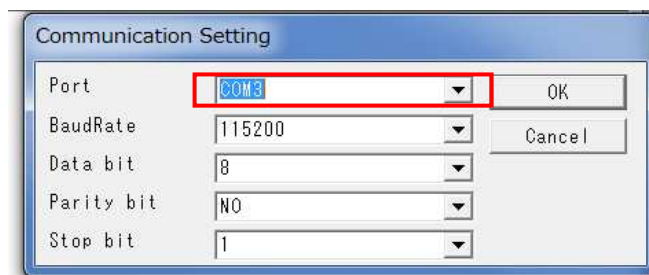 Communication Setting
Port COM3 OK
BaudRate 115200 Cancel
Data bit 8
Parity bit NO
Stop bit 1